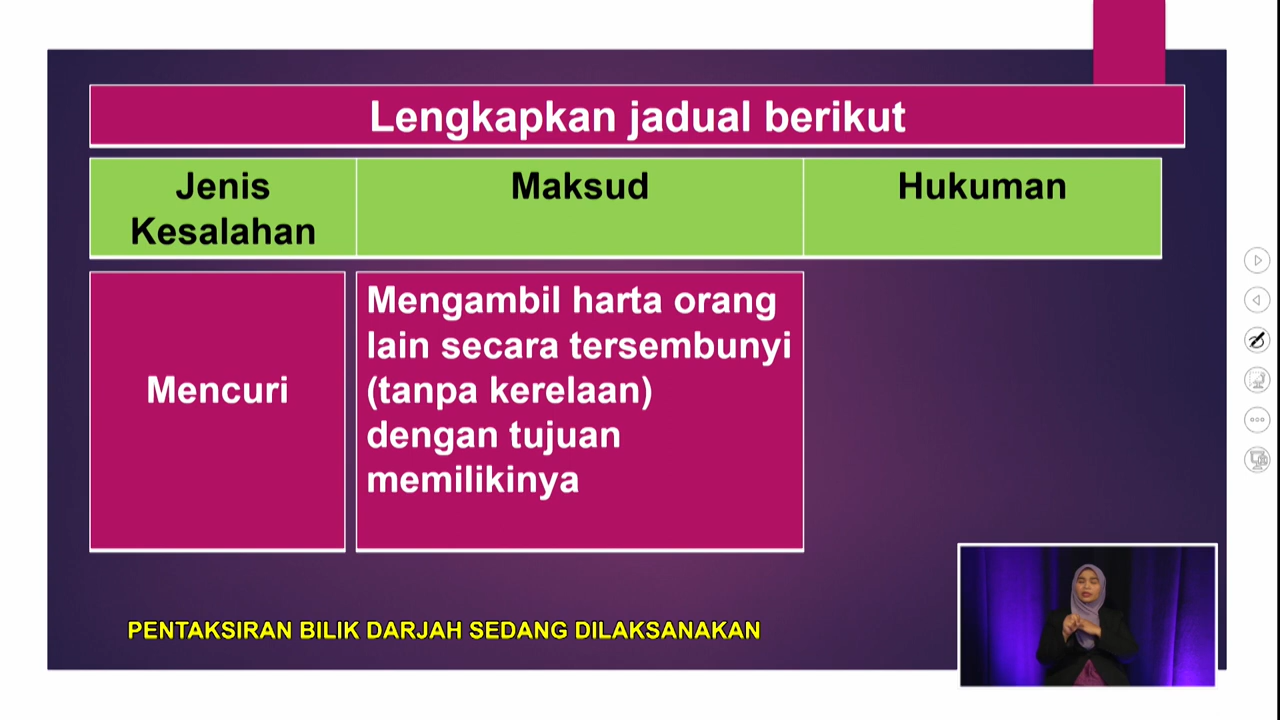 Lengkapkan jadual berikut
Jenis
Kesalahan
Maksud
Hukuman
Mencuri
Mengambil harta orang
lain secara tersembunyi
(tanpa kerelaan)
dengan tujuan
memilikinya
PENTAKSIRAN BILIK DARJAH SEDANG DILAKSANAKAN